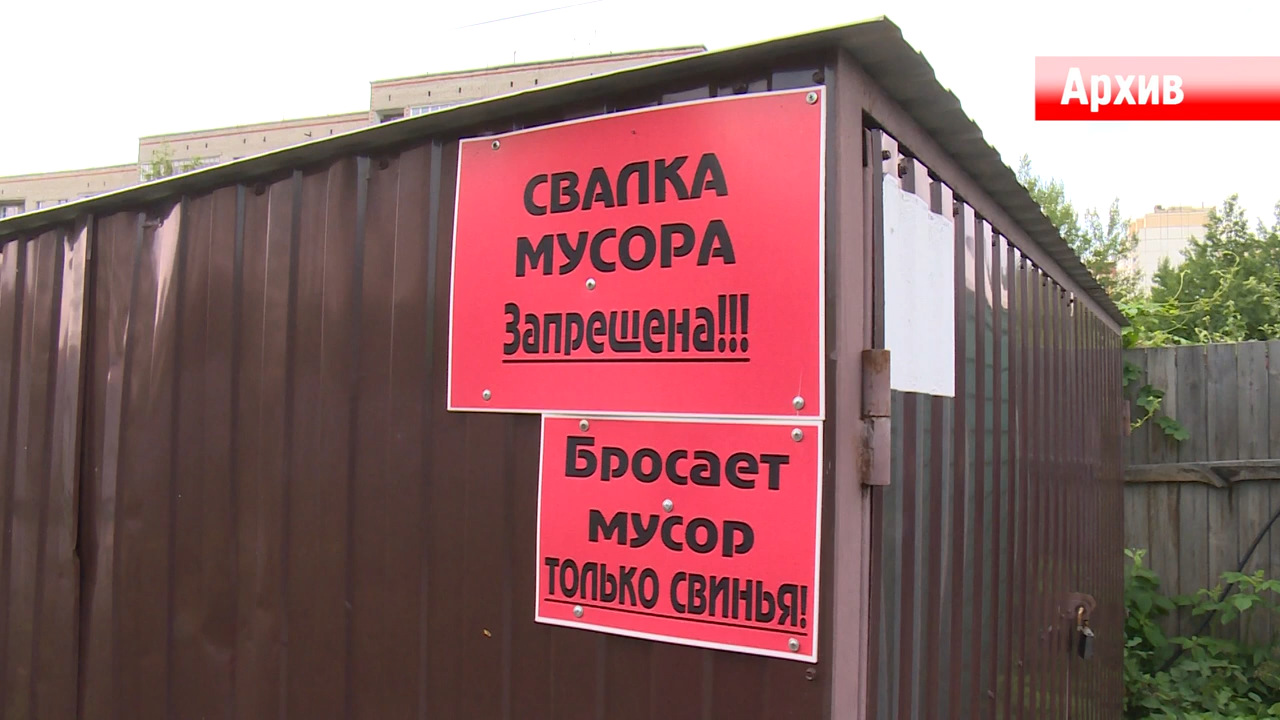 Архив
СВАЛКА
МУСОРА
Запрещена!!!
Бросает
мусор
только свинья!